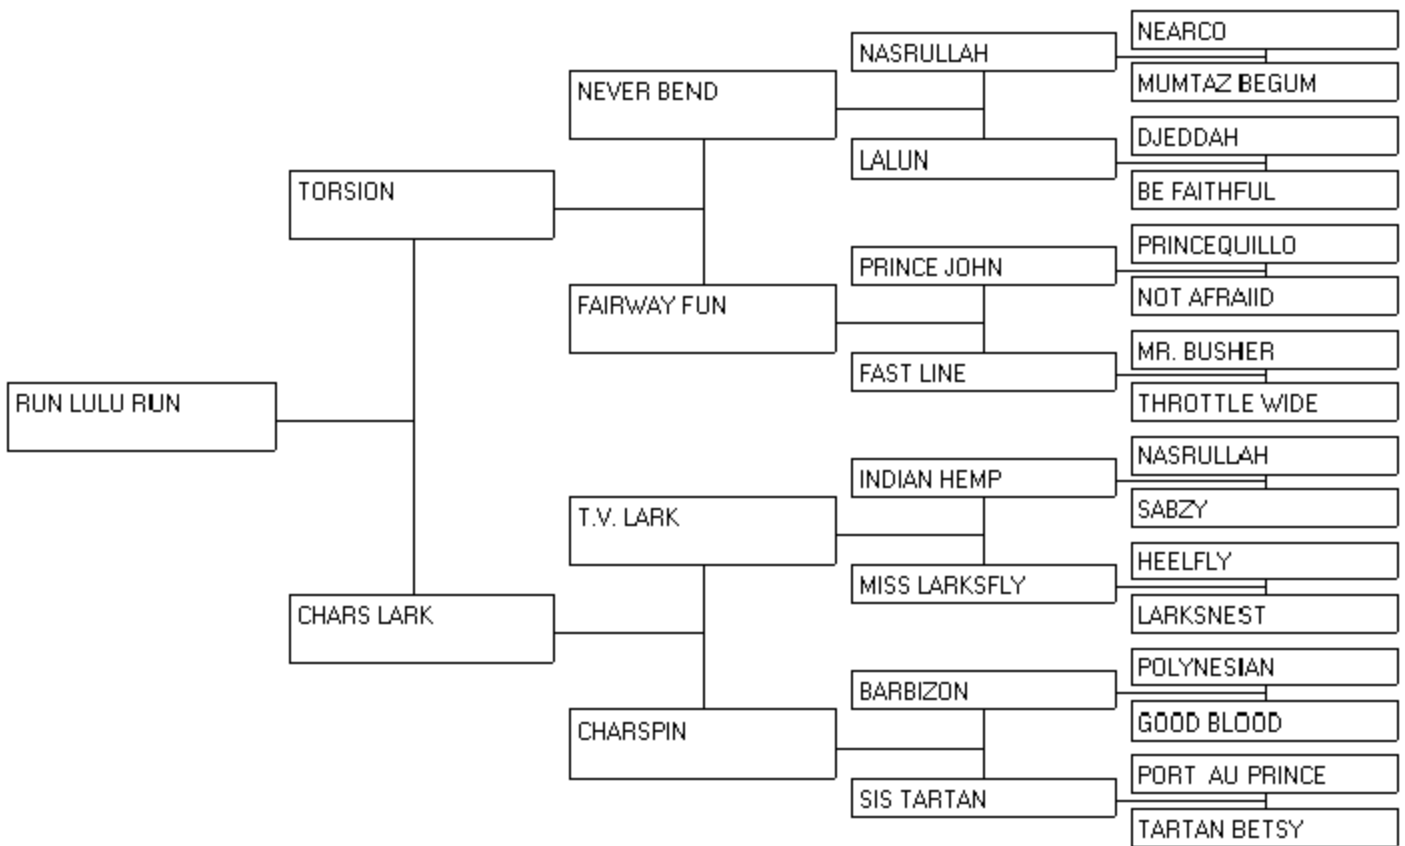 NEARCO
NASRULLAH
MUMTAZ BEGUM
NEVER BEND
DJEDDAH
LALUN
BE FAITHFUL
TORSION
PRINCEQUILLO
PRINCE JOHN
NOT AFRAIID
FAIRWAY FUN
MR. BUSHER
FAST LINE
THROTTLE WIDE
RUN LULU RUN
NASRULLAH
INDIAN HEMP
SABZY
T.V. LARK
HEELFLY
MISS LARKSFLY
LARKSNEST
CHARS LARK
POLYNESIAN
BARBIZON
GOOD BLOOD
CHARSPIN
PORT AU PRINCE
SIS TARTAN
TARTAN BETSY